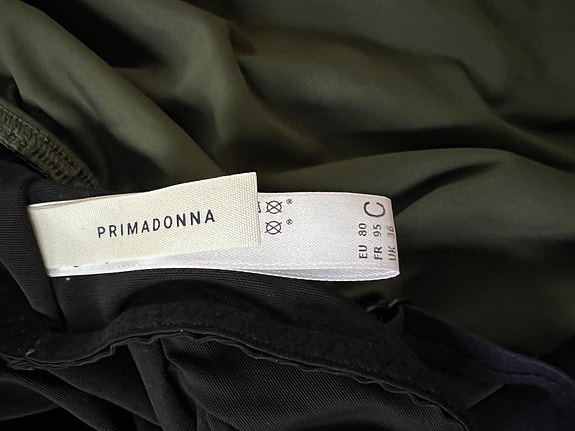 PRIMADONNA
EU 80
FR 95
UK 36
C